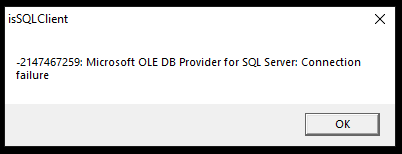 isSQLClient
-2147467259: Microsoft OLE DB Provider for SQL Server: Connection
failure
OK